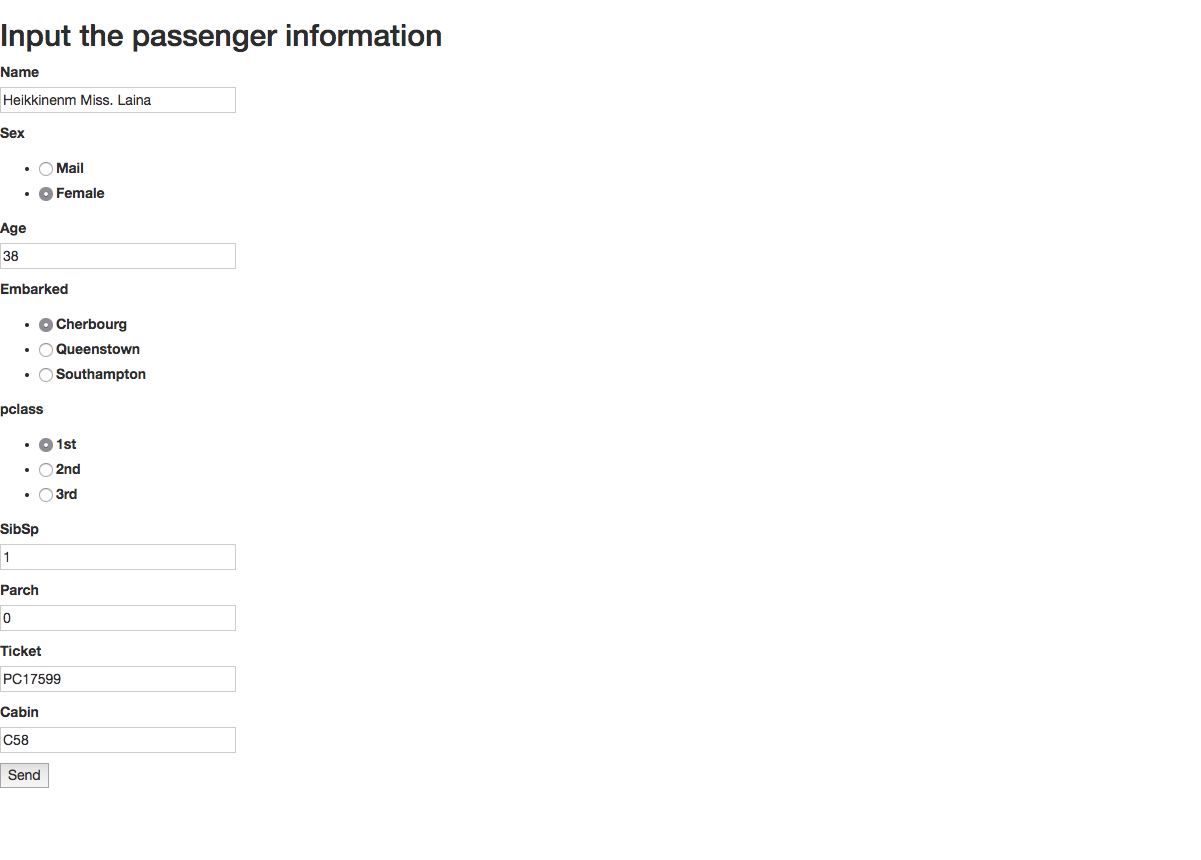 Input the passenger information
Name
Heikkinenm Miss. Laina
Sex
Mail
Female
Age
38
Embarked
Cherbourg
Queenstown
Southampton
pclass
1st
2nd
3rd
SibSp
1
Parch
0
Ticket
PC17599
Cabin
C58
Send